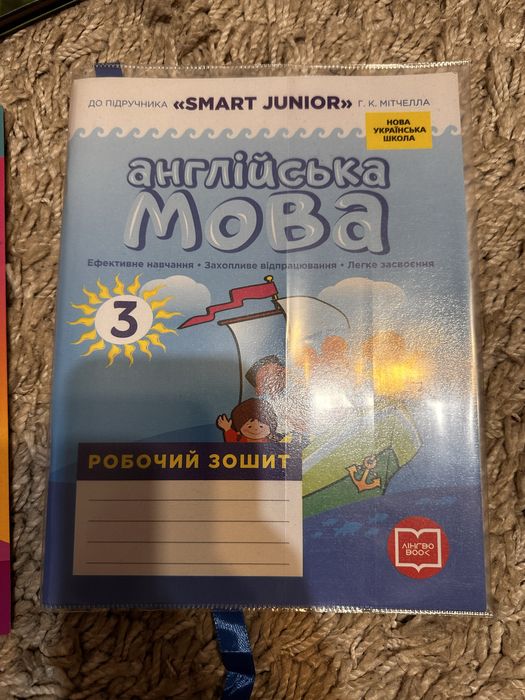 ДО ПІДРУЧНИКА «SMART JUNIOR» Г. К. МІТЧЕЛЛА
НОВА
УКРАЇНСЬКА
ШКОЛА
англійська
мова
Ефективне навчання • Захопливе відпрацювання • Легке засвоєння
3
РОБОЧИЙ ЗОШИТ
ЛІНГВО
BOOK